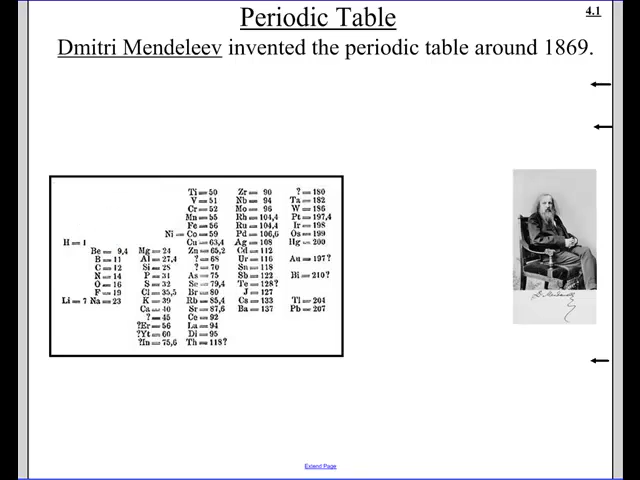 Periodic Table
4.1
Dmitri Mendeleev invented the periodic table around 1869.
Ti = 50 Zr = 90 ? = 180
V = 51 Nb = 94 Ta = 182
Cr = 52 Mo = 96 W = 186
Mn = 55 Rh = 104,4 Pt = 197,4
Fe = 56 Ru = 104,4 Ir = 198
Ni = Co = 59 Pd = 106,6 Os = 199
H = 1 Cu = 63,4 Ag = 108 Hg = 200
Be = 9,4 Mg = 24 Zn = 65,2 Cd = 112
B = 11 Al = 27,4 ? = 68 Ur = 116 Au = 197?
C = 12 Si = 28 ? = 70 Sn = 118
N = 14 P = 31 As = 75 Sb = 122 Bi = 210?
O = 16 S = 32 Se = 79,4 Te = 128?
F = 19 Cl = 35,5 Br = 80 J = 127
Li = 7 Na = 23 K = 39 Rb = 85,4 Cs = 133 Tl = 204
Ca = 40 Sr = 87,6 Ba = 137 Pb = 207
? = 45 Ce = 92
?Er = 56 La = 94
?Yt = 60 Di = 95
?In = 75,6 Th = 118?
Extend Page